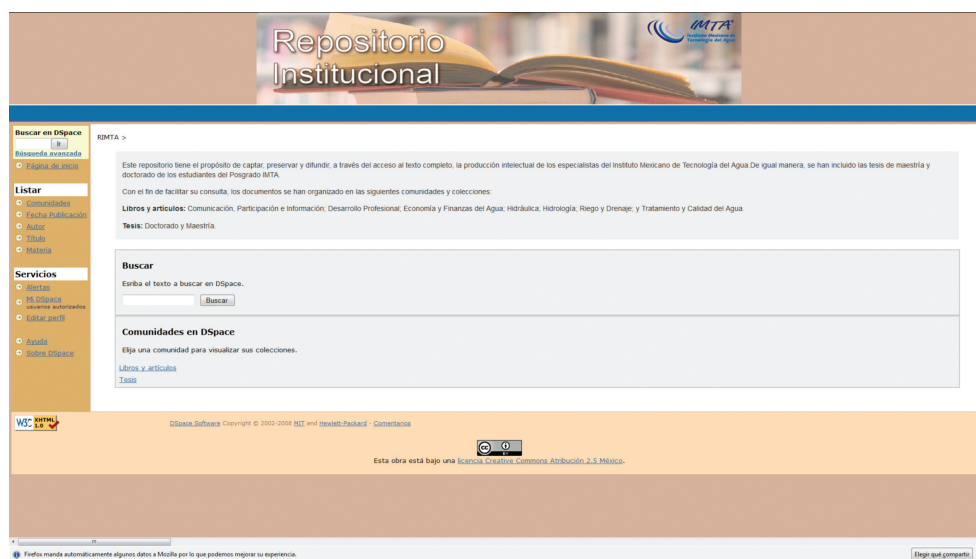 Repositorio
Institucional
IMTA
Instituto Mexicano de
Tecnología del Agua
Buscar en DSpace
Ir
Búsqueda avanzada
Página de inicio
Listar
Comunidades
Fecha Publicación
Autor
Título
Materia
Servicios
Alertas
Mi DSpace
usuarios autorizados
Editar perfil
Ayuda
Sobre DSpace
RIMTA >
Este repositorio tiene el propósito de captar, preservar y difundir, a través del acceso al texto completo, la producción intelectual de los especialistas del Instituto Mexicano de Tecnología del Agua.De igual manera, se han incluido las tesis de maestría y
doctorado de los estudiantes del Posgrado IMTA.
Con el fin de facilitar su consulta, los documentos se han organizado en las siguientes comunidades y colecciones:
Libros y artículos: Comunicación, Participación e Información; Desarrollo Profesional; Economía y Finanzas del Agua; Hidráulica; Hidrología; Riego y Drenaje; y Tratamiento y Calidad del Agua.
Tesis: Doctorado y Maestría.
Buscar
Esriba el texto a buscar en DSpace.
Buscar
Comunidades en DSpace
Elija una comunidad para visualizar sus colecciones.
Libros y artículos
Tesis
W3C XHTML 1.0
DSpace Software Copyright © 2002-2008 MIT and Hewlett-Packard - Comentarios
cc BY
Esta obra está bajo una licencia Creative Commons Atribución 2.5 México.
Firefox manda automáticamente algunos datos a Mozilla por lo que podemos mejorar su experiencia.
Elegir qué compartir